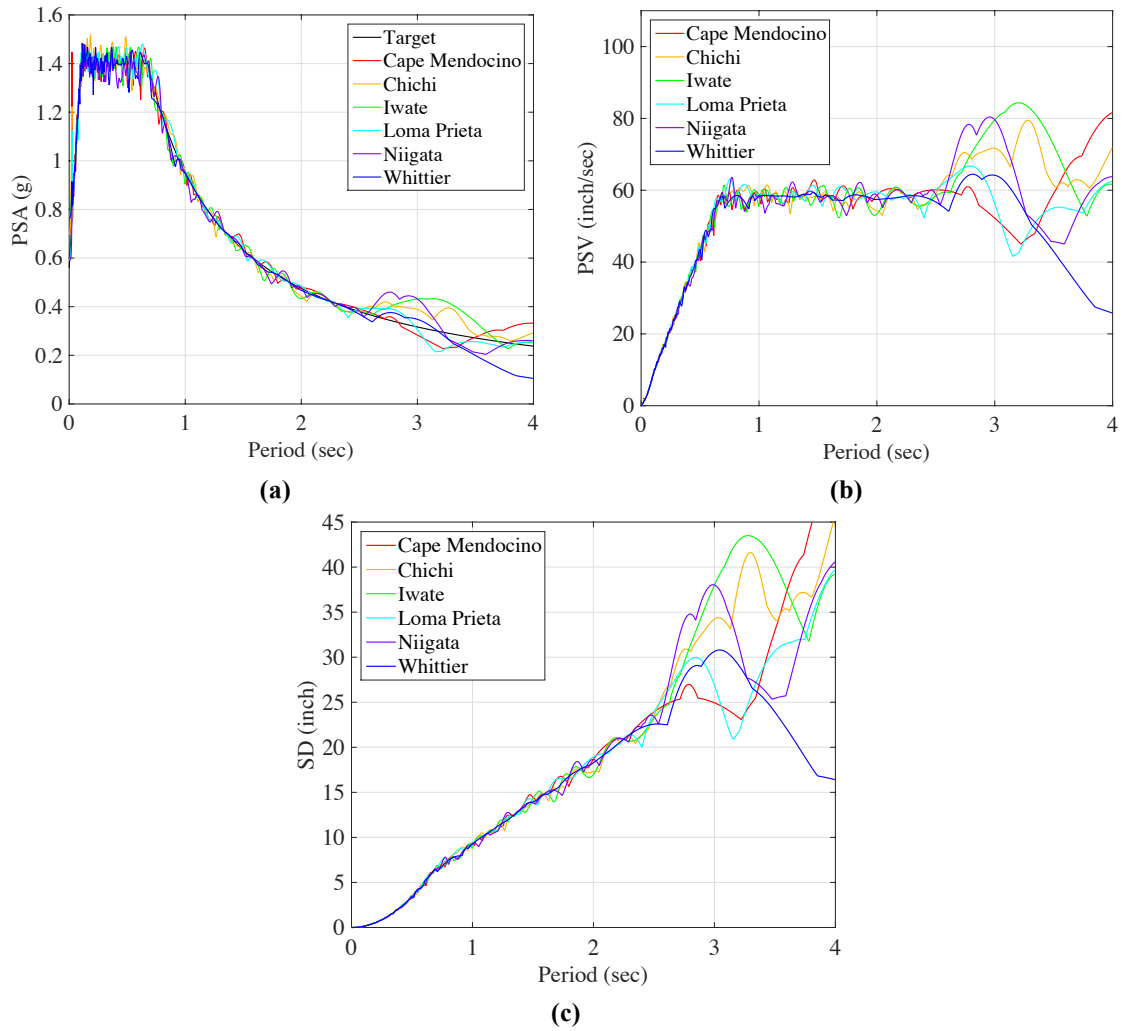 1.6
1.4
1.2
1
0.8
0.6
0.4
0.2
0
PSA (g)
0 1 2 3 4
Period (sec)
Target
Cape Mendocino
Chichi
Iwate
Loma Prieta
Niigata
Whittier
(a)
100
80
60
40
20
0
PSV (inch/sec)
0 1 2 3 4
Period (sec)
Cape Mendocino
Chichi
Iwate
Loma Prieta
Niigata
Whittier
(b)
45
40
35
30
25
20
15
10
5
0
SD (inch)
0 1 2 3 4
Period (sec)
Cape Mendocino
Chichi
Iwate
Loma Prieta
Niigata
Whittier
(c)